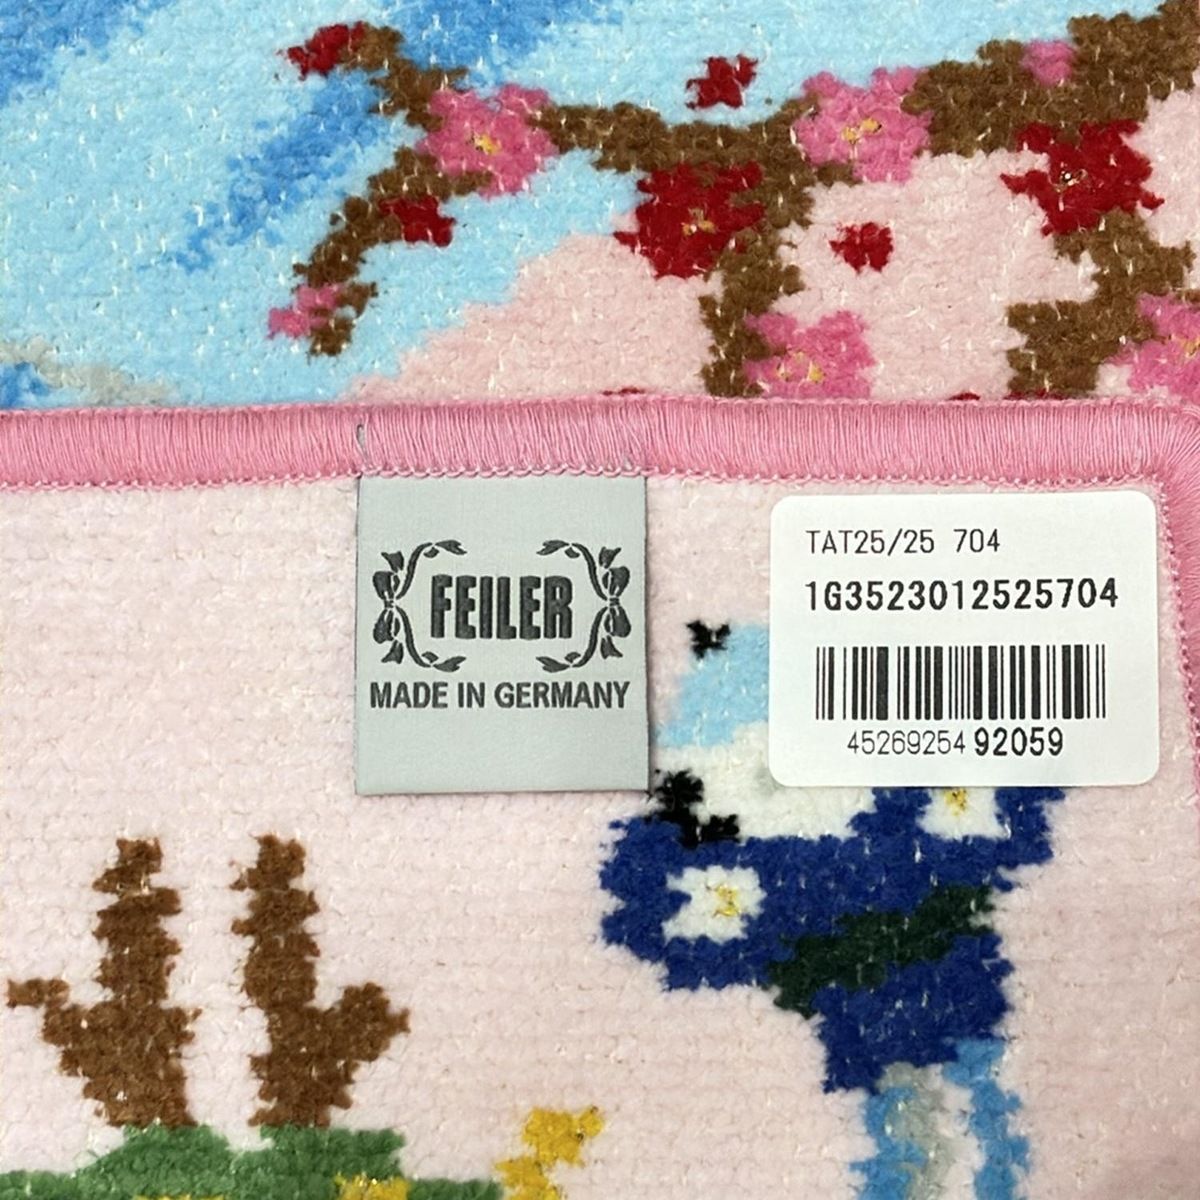 FEILER
MADE IN GERMANY
TAT25/25 704
1G3523012525704
4526925492059